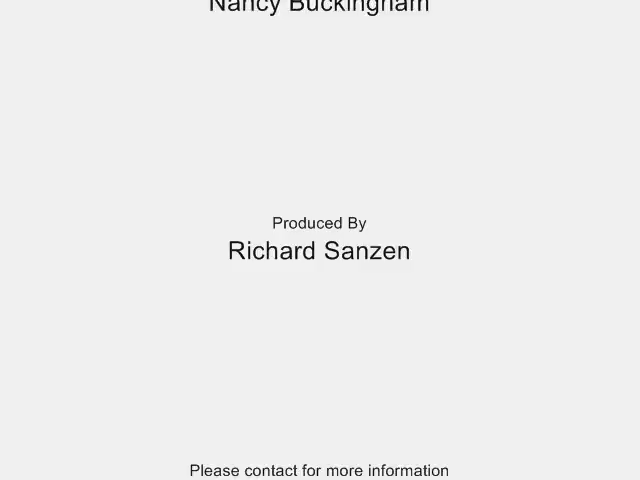 Nancy Buckingham
Produced By
Richard Sanzen
Please contact for more information